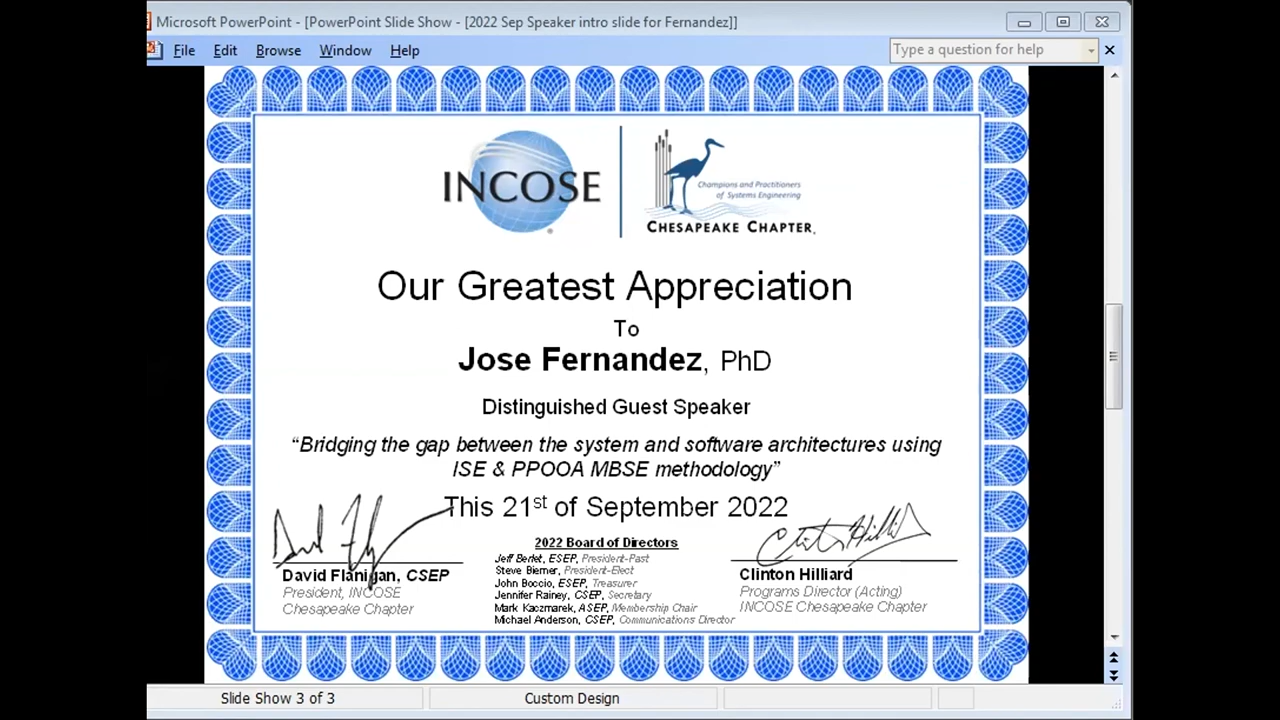 Microsoft PowerPoint - [PowerPoint Slide Show - [2022 Sep Speaker intro slide for Fernandez]]
File Edit Browse Window Help
Type a question for help
INCOSE
Champions and Practitioners
of Systems Engineering
CHESAPEAKE CHAPTER
Our Greatest Appreciation
To
Jose Fernandez, PhD
Distinguished Guest Speaker
“Bridging the gap between the system and software architectures using
ISE & PPOOA MBSE methodology”
This 21st of September 2022
David Flanigan, CSEP
President, INCOSE
Chesapeake Chapter
2022 Board of Directors
Jeff Bertet, ESEP, President-Past
Steve Biemer, President-Elect
John Boccio, ESEP, Treasurer
Jennifer Rainey, CSEP, Secretary
Mark Kaczmarek, ASEP, Membership Chair
Michael Anderson, CSEP, Communications Director
Clinton Hilliard
Programs Director (Acting)
INCOSE Chesapeake Chapter
Slide Show 3 of 3
Custom Design